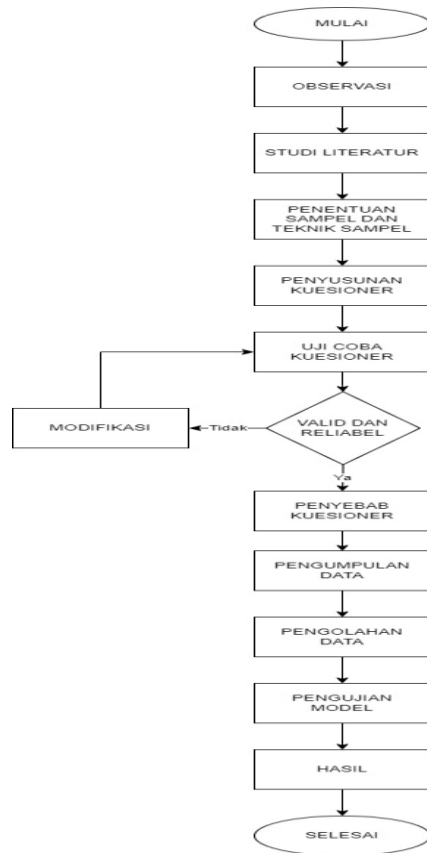 MULAI
OBSERVASI
STUDI LITERATUR
PENENTUAN
SAMPEL DAN
TEKNIK SAMPEL
PENYUSUNAN
KUESIONER
UJI COBA
KUESIONER
VALID DAN
RELIABEL
Tidak
MODIFIKASI
Ya
PENYEBAB
KUESIONER
PENGUMPULAN
DATA
PENGOLAHAN
DATA
PENGUJIAN
MODEL
HASIL
SELESAI